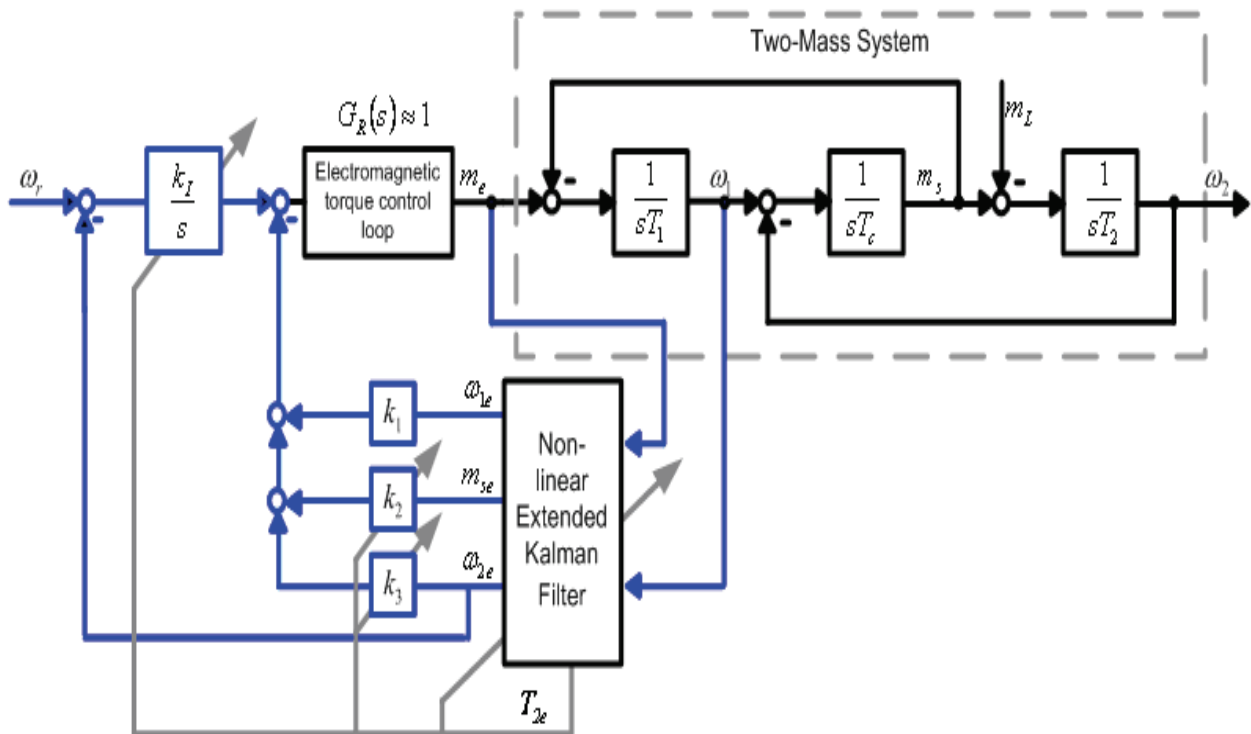 Two-Mass System
G_R(s)≈1
m_L
ω_r
k_I
s
Electromagnetic
torque control
loop
m_e
1
sT_1
ω_1
1
sT_c
m_s
1
sT_2
ω_2
k_1
ω_1e
k_2
m_se
k_3
ω_2e
Non-
linear
Extended
Kalman
Filter
T_2e